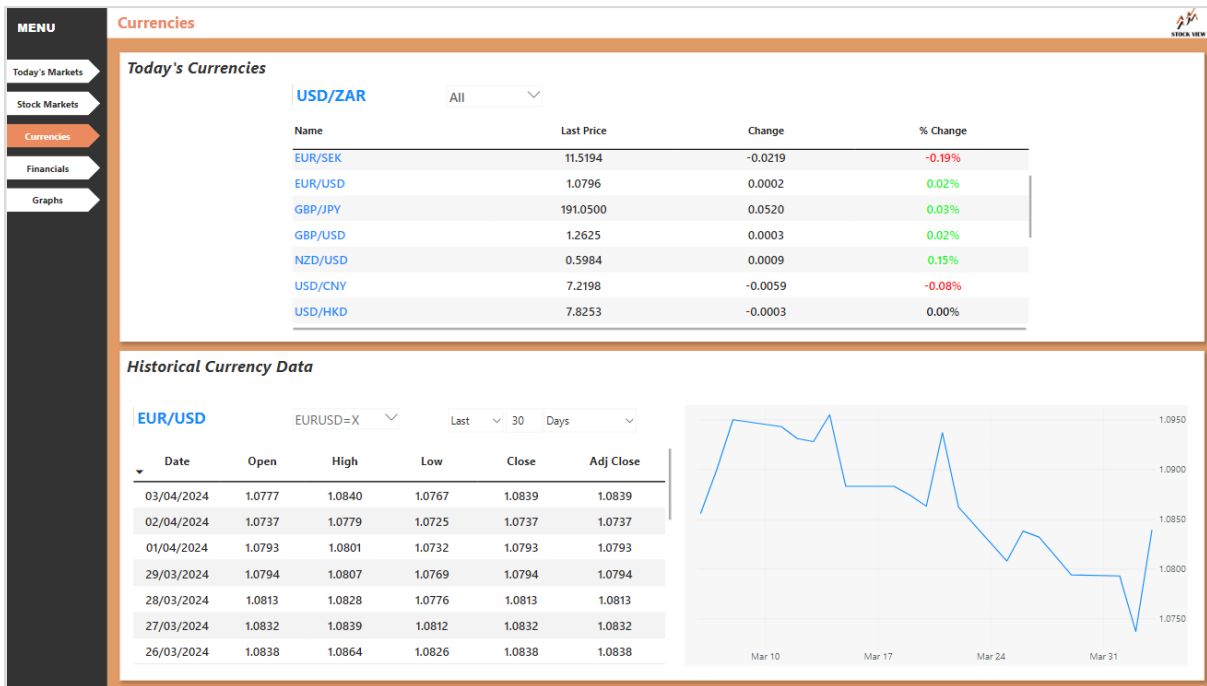 MENU
Today's Markets
Stock Markets
Currencies
Financials
Graphs
Currencies
STOCK VIEW
Today's Currencies
USD/ZAR All
Name Last Price Change % Change
EUR/SEK 11.5194 -0.0219 -0.19%
EUR/USD 1.0796 0.0002 0.02%
GBP/JPY 191.0500 0.0520 0.03%
GBP/USD 1.2625 0.0003 0.02%
NZD/USD 0.5984 0.0009 0.15%
USD/CNY 7.2198 -0.0059 -0.08%
USD/HKD 7.8253 -0.0003 0.00%
Historical Currency Data
EUR/USD EURUSD=X Last 30 Days
Date Open High Low Close Adj Close
03/04/2024 1.0777 1.0840 1.0767 1.0839 1.0839
02/04/2024 1.0737 1.0779 1.0725 1.0737 1.0737
01/04/2024 1.0793 1.0801 1.0732 1.0793 1.0793
29/03/2024 1.0794 1.0807 1.0769 1.0794 1.0794
28/03/2024 1.0813 1.0828 1.0776 1.0813 1.0813
27/03/2024 1.0832 1.0839 1.0812 1.0832 1.0832
26/03/2024 1.0838 1.0864 1.0826 1.0838 1.0838
1.0950
1.0900
1.0850
1.0800
1.0750
Mar 10 Mar 17 Mar 24 Mar 31